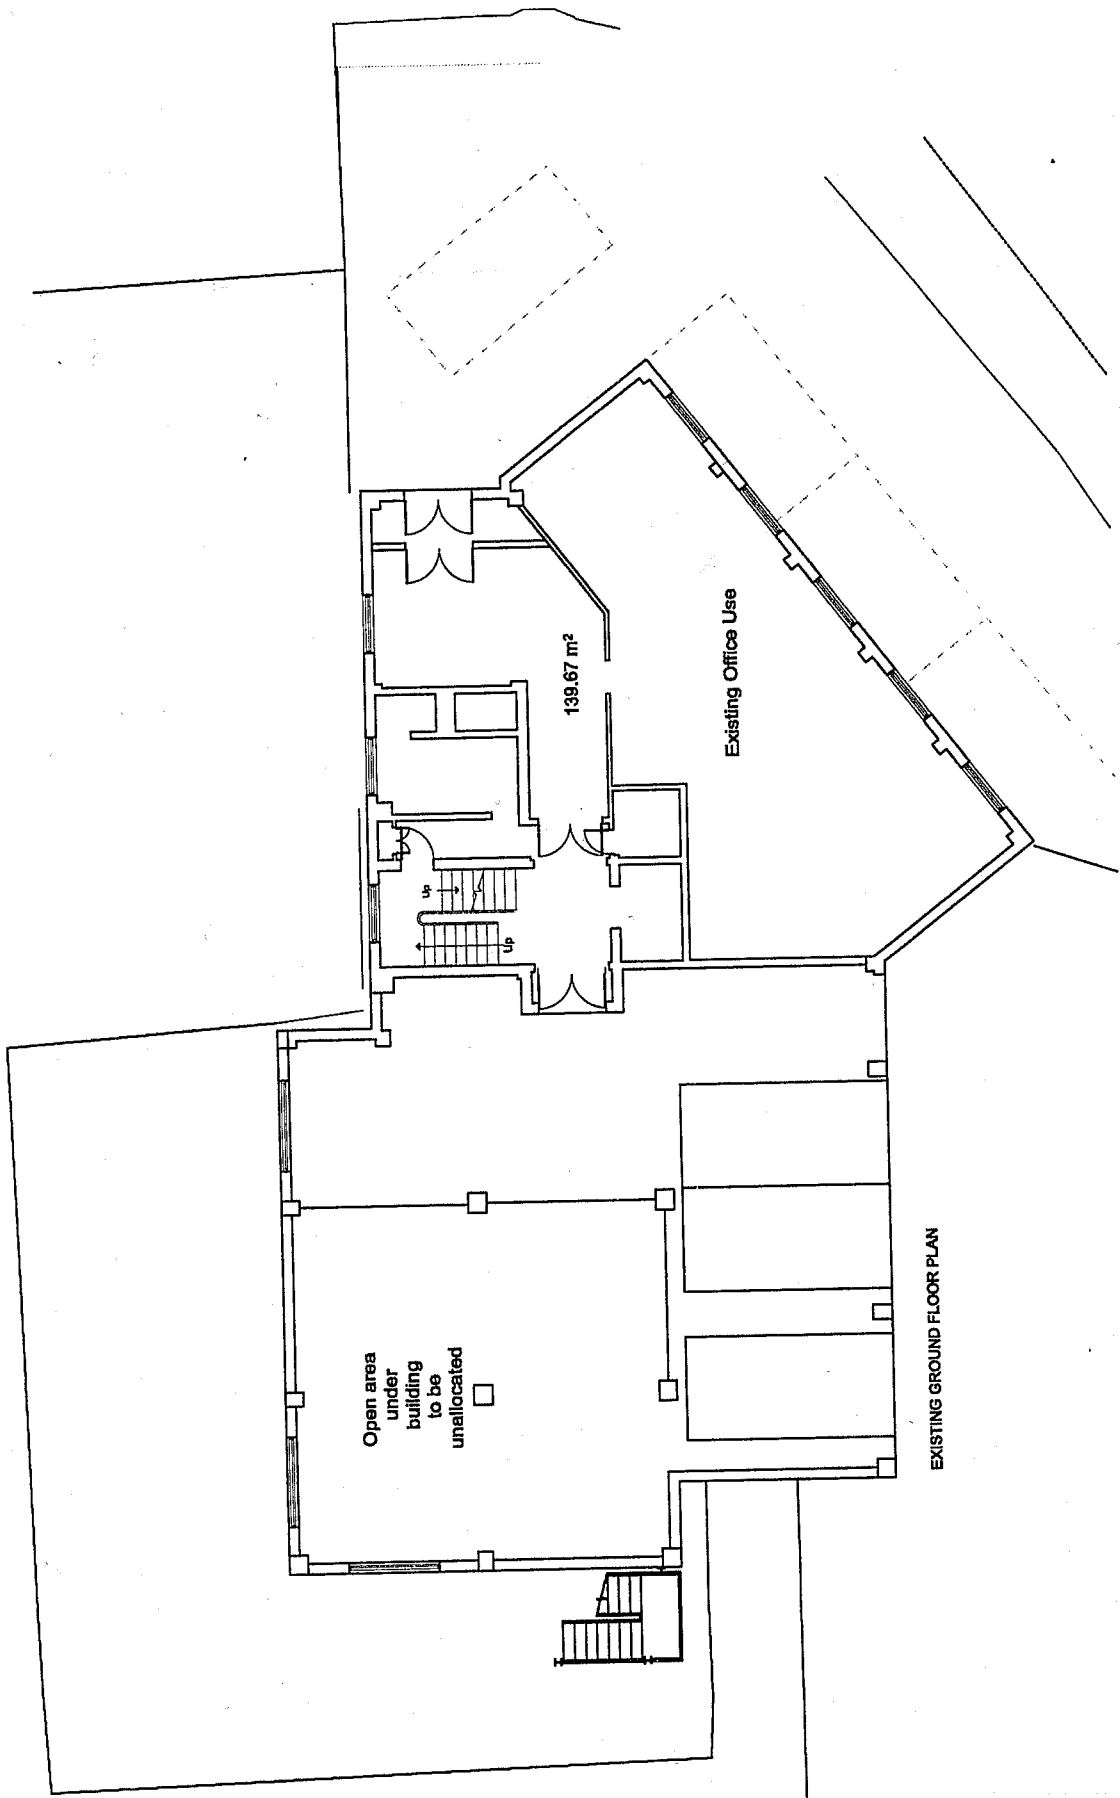 Open area
under
building
to be
unallocated
Up
Up
139.67 m²
Existing Office Use
EXISTING GROUND FLOOR PLAN